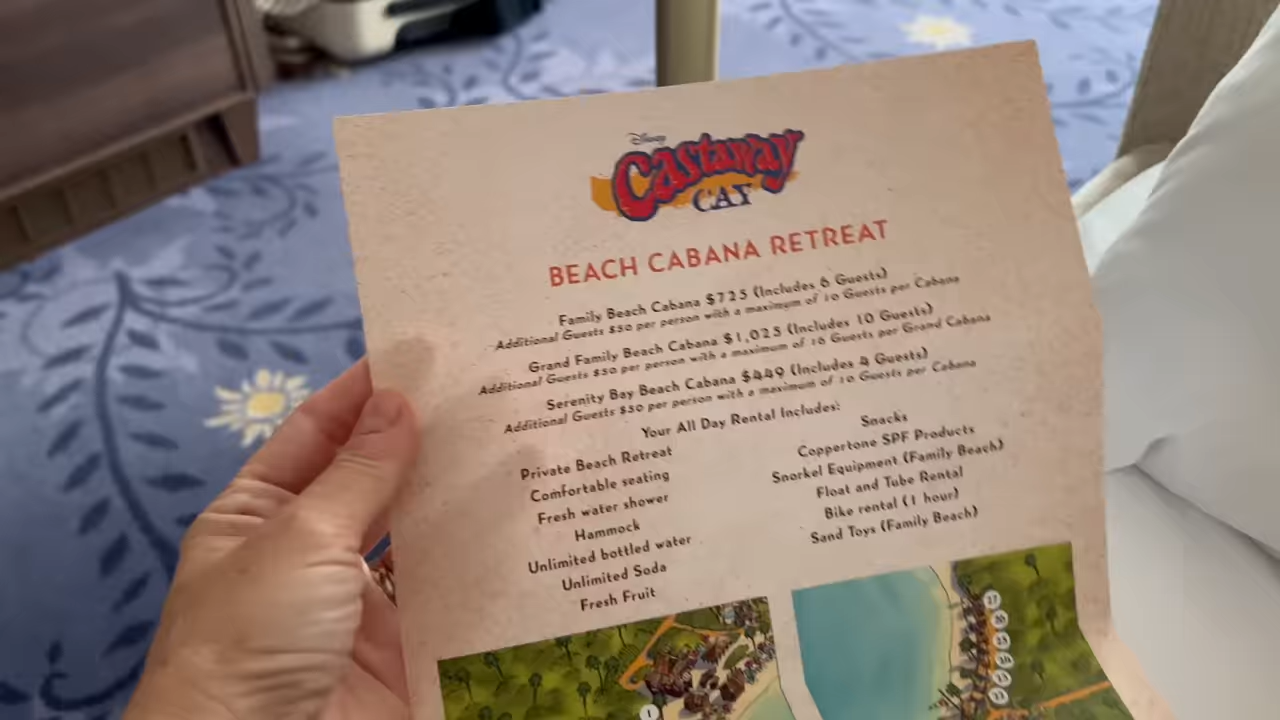 Disney
Castaway
CAY
BEACH CABANA RETREAT
Family Beach Cabana $725 (Includes 6 Guests)
Additional Guests $50 per person with a maximum of 10 Guests per Cabana
Grand Family Beach Cabana $1,025 (Includes 10 Guests)
Additional Guests $50 per person with a maximum of 16 Guests per Grand Cabana
Serenity Bay Beach Cabana $449 (Includes 4 Guests)
Additional Guests $50 per person with a maximum of 10 Guests per Cabana
Your All Day Rental Includes:
Private Beach Retreat
Comfortable seating
Fresh water shower
Hammock
Unlimited bottled water
Unlimited Soda
Fresh Fruit
Snacks
Coppertone SPF Products
Snorkel Equipment (Family Beach)
Float and Tube Rental
Bike rental (1 hour)
Sand Toys (Family Beach)
1